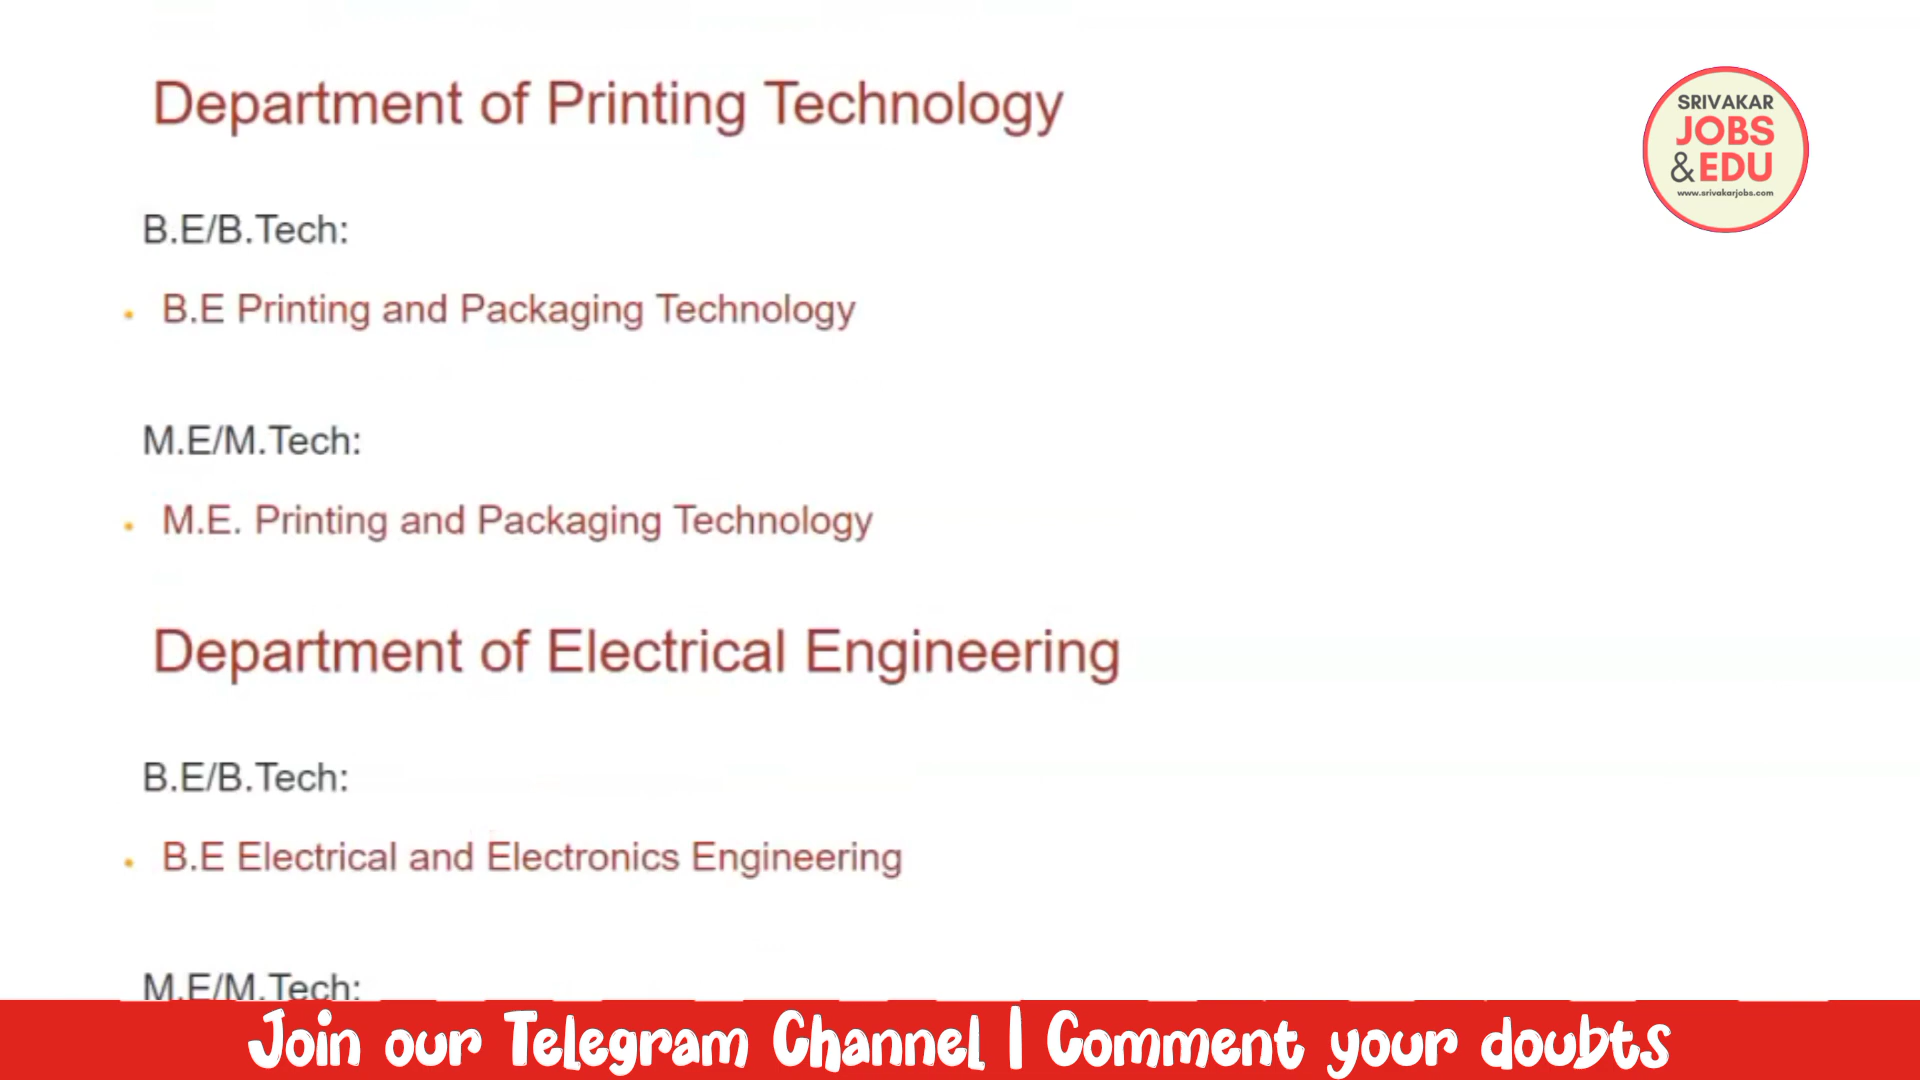 Department of Printing Technology
SRIVAKAR
JOBS
&EDU
www.srivakarjobs.com
B.E/B.Tech:
• B.E Printing and Packaging Technology
M.E/M.Tech:
• M.E. Printing and Packaging Technology
Department of Electrical Engineering
B.E/B.Tech:
• B.E Electrical and Electronics Engineering
M.E/M.Tech:
Join our Telegram Channel | Comment your doubts